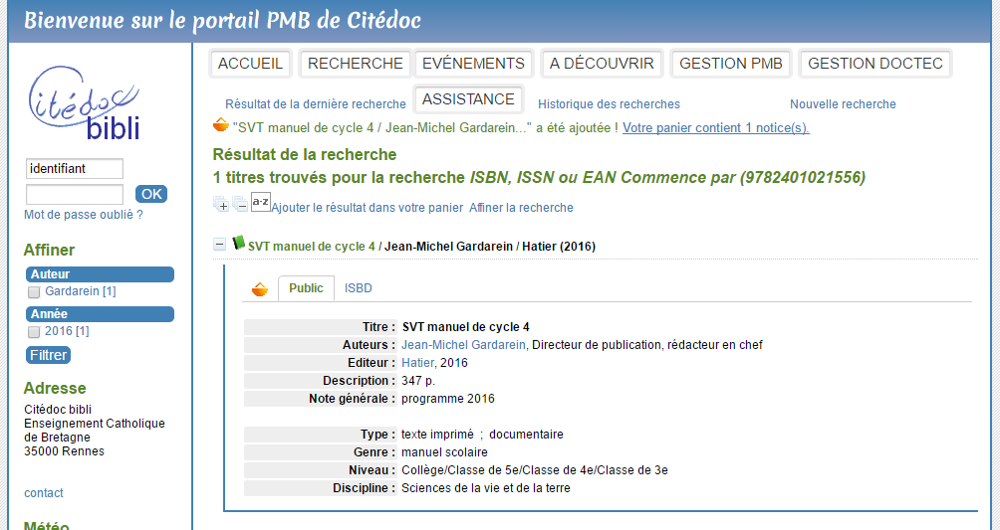 Bienvenue sur le portail PMB de Citédoc
Citédoc
bibli
identifiant
OK
Mot de passe oublié ?
Affiner
Auteur
Gardarein [1]
Année
2016 [1]
Filtrer
Adresse
Citédoc bibli
Enseignement Catholique
de Bretagne
35000 Rennes
contact
Météo
ACCUEIL RECHERCHE EVÉNEMENTS A DÉCOUVRIR GESTION PMB GESTION DOCTEC
Résultat de la dernière recherche ASSISTANCE Historique des recherches Nouvelle recherche
"SVT manuel de cycle 4 / Jean-Michel Gardarein..." a été ajoutée ! Votre panier contient 1 notice(s).
Résultat de la recherche
1 titres trouvés pour la recherche ISBN, ISSN ou EAN Commence par (9782401021556)
a-z Ajouter le résultat dans votre panier Affiner la recherche
SVT manuel de cycle 4 / Jean-Michel Gardarein / Hatier (2016)
Public ISBD
Titre : SVT manuel de cycle 4
Auteurs : Jean-Michel Gardarein, Directeur de publication, rédacteur en chef
Editeur : Hatier, 2016
Description : 347 p.
Note générale : programme 2016
Type : texte imprimé ; documentaire
Genre : manuel scolaire
Niveau : Collège/Classe de 5e/Classe de 4e/Classe de 3e
Discipline : Sciences de la vie et de la terre